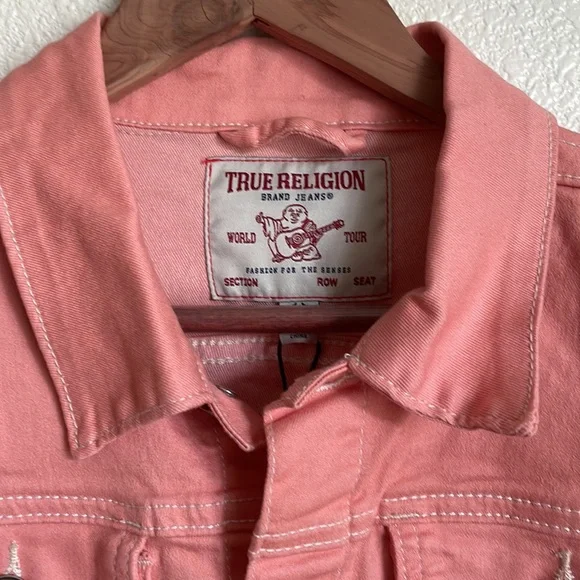 TRUE RELIGION
BRAND JEANS®
WORLD TOUR
FASHION FOR THE SENSES
SECTION ROW SEAT